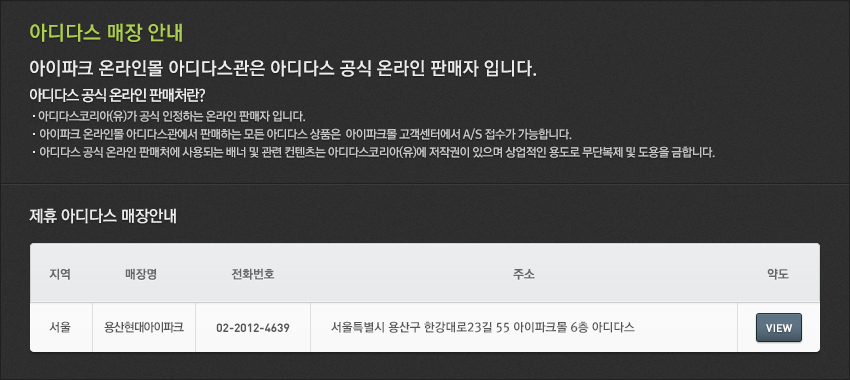 아디다스 매장 안내
아이파크 온라인몰 아디다스관은 아디다스 공식 온라인 판매자 입니다.
아디다스 공식 온라인 판매처란?
· 아디다스코리아(유)가 공식 인정하는 온라인 판매자 입니다.
· 아이파크 온라인몰 아디다스관에서 판매하는 모든 아디다스 상품은 아이파크몰 고객센터에서 A/S 접수가 가능합니다.
· 아디다스 공식 온라인 판매처에 사용되는 배너 및 관련 컨텐츠는 아디다스코리아(유)에 저작권이 있으며 상업적인 용도로 무단복제 및 도용을 금합니다.
제휴 아디다스 매장안내
지역 매장명 전화번호 주소 약도
서울 용산현대아이파크 02-2012-4639 서울특별시 용산구 한강대로23길 55 아이파크몰 6층 아디다스 VIEW